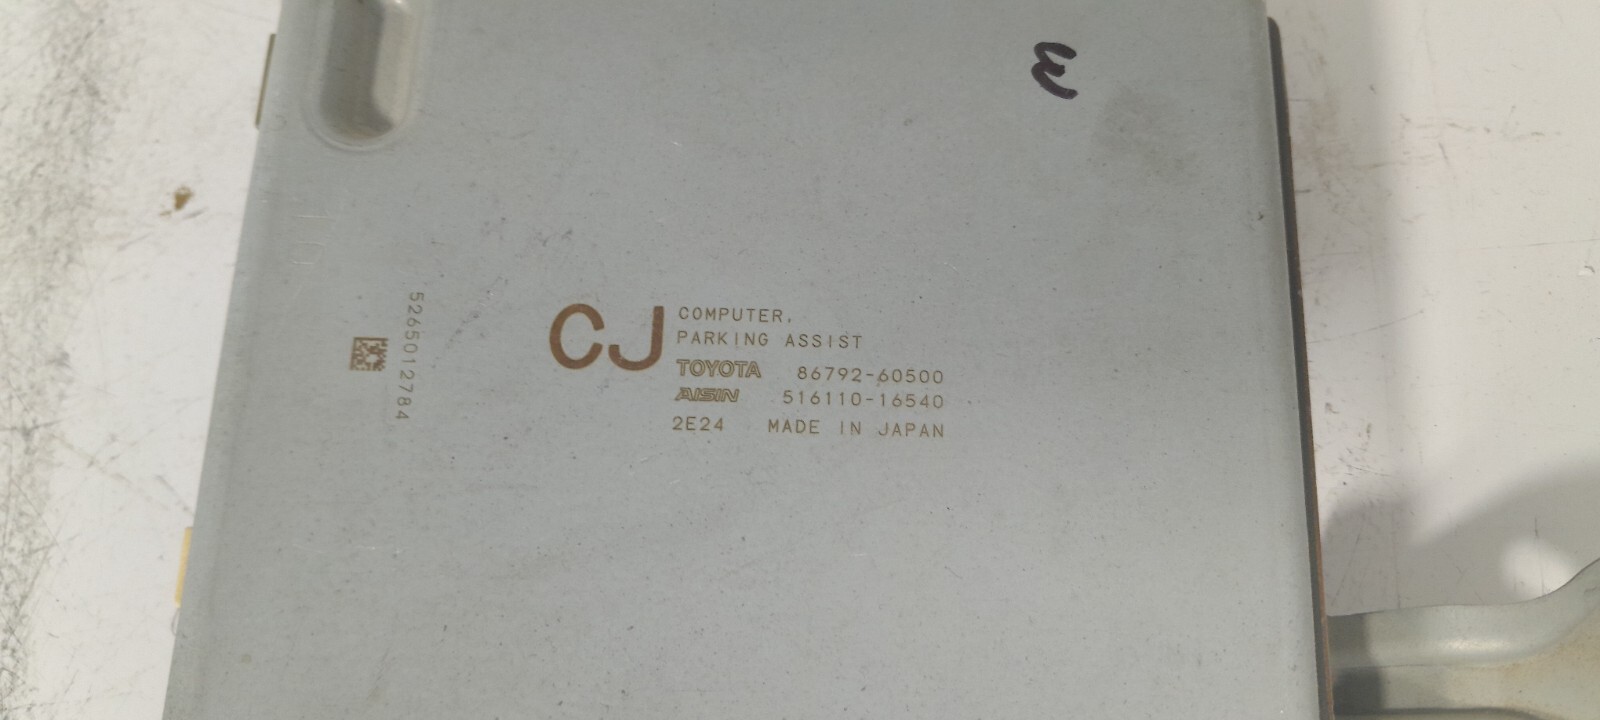 CJ
COMPUTER,
PARKING ASSIST
TOYOTA 86792-60500
AISIN 516110-16540
2E24 MADE IN JAPAN
5265012784